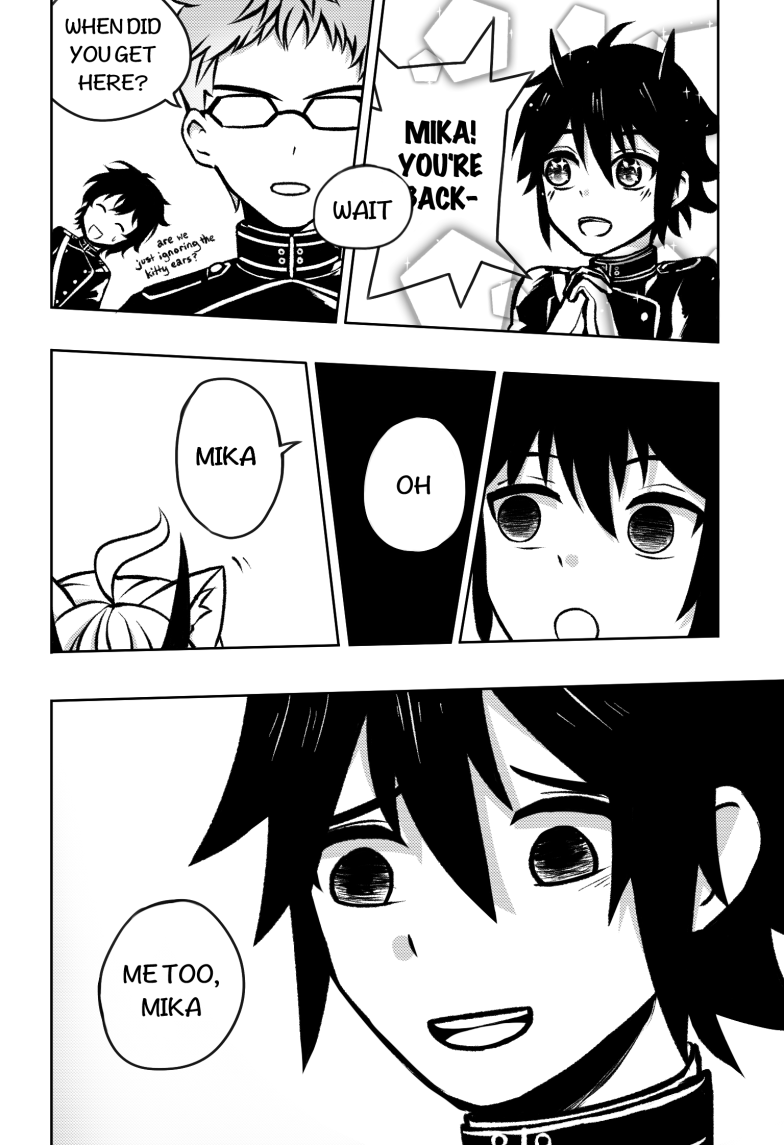 WHEN DID
YOU GET
HERE?
are we
just ignoring the
kitty ears?
WAIT
MIKA!
YOU'RE
BACK-
MIKA
OH
ME TOO,
MIKA